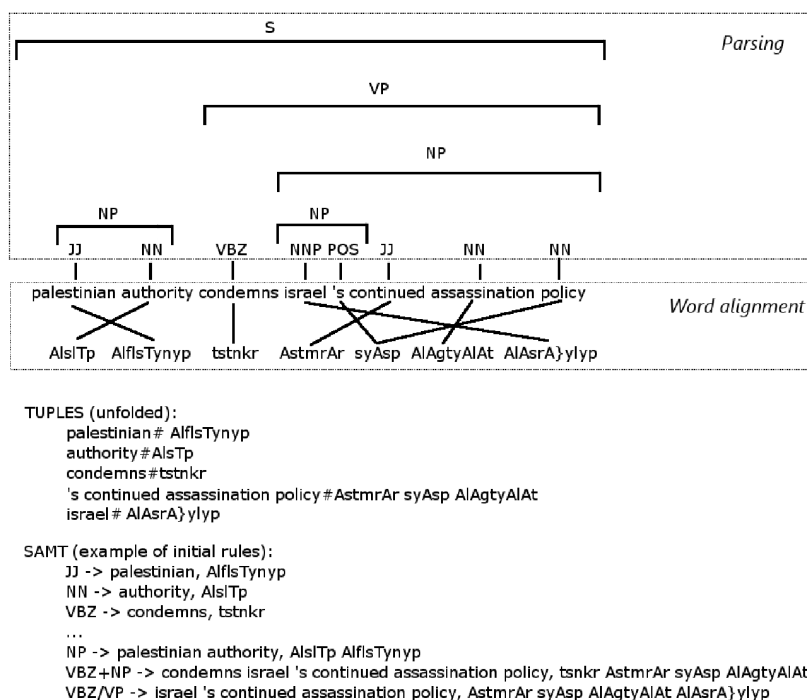 S
Parsing
VP
NP
NP NP
JJ NN VBZ NNP POS JJ NN NN
palestinian authority condemns israel 's continued assassination policy
Word alignment
AlslTp AlflsTynyp tstnkr AstmrAr syAsp AlAgtyAlAt AlAsrA}ylyp
TUPLES (unfolded):
palestinian# AlflsTynyp
authority#AlsTp
condemns#tstnkr
's continued assassination policy#AstmrAr syAsp AlAgtyAlAt
israel# AlAsrA}ylyp
SAMT (example of initial rules):
JJ -> palestinian, AlflsTynyp
NN -> authority, AlslTp
VBZ -> condemns, tstnkr
...
NP -> palestinian authority, AlslTp AlflsTynyp
VBZ+NP -> condemns israel 's continued assassination policy, tsnkr AstmrAr syAsp AlAgtyAlAt
VBZ/VP -> israel 's continued assassination policy, AstmrAr syAsp AlAgtyAlAt AlAsrA}ylyp